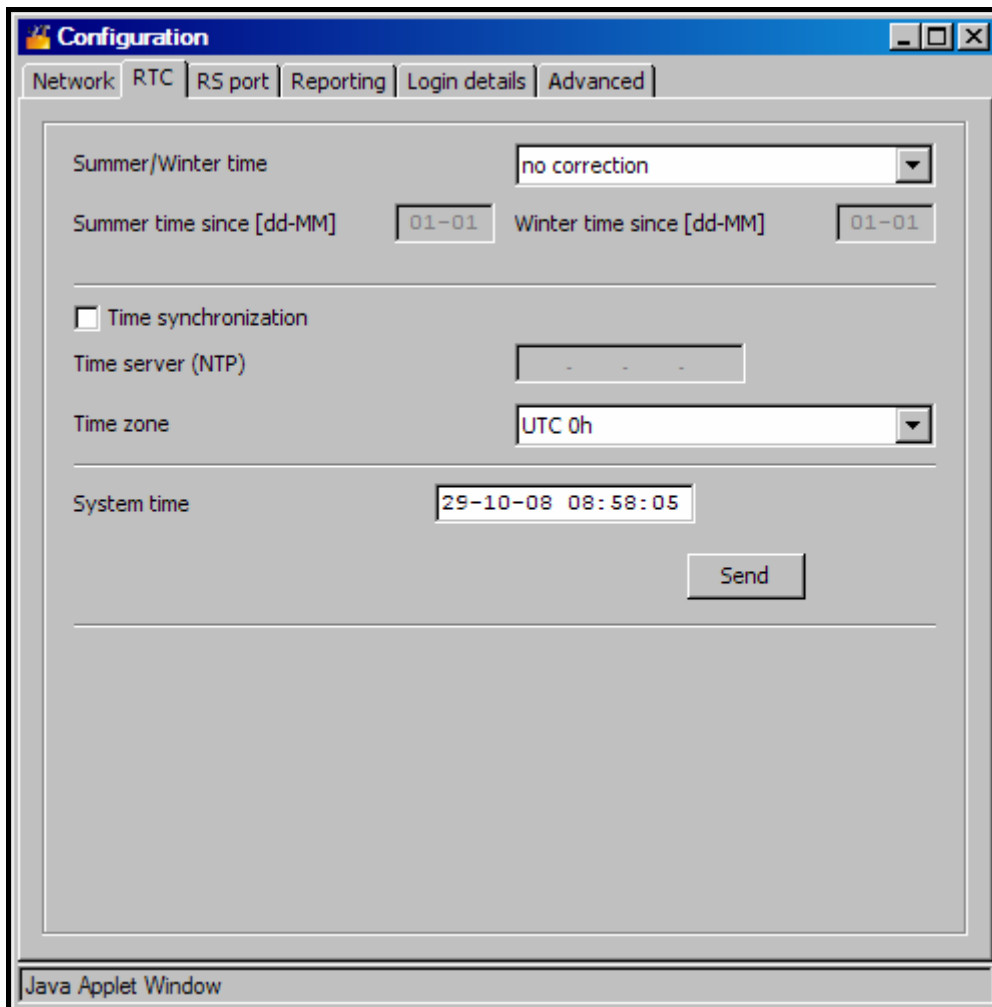 Configuration
Network RTC RS port Reporting Login details Advanced
Summer/Winter time no correction
Summer time since [dd-MM] 01-01 Winter time since [dd-MM] 01-01
Time synchronization
Time server (NTP) . . .
Time zone UTC 0h
System time 29-10-08 08:58:05
Send
Java Applet Window